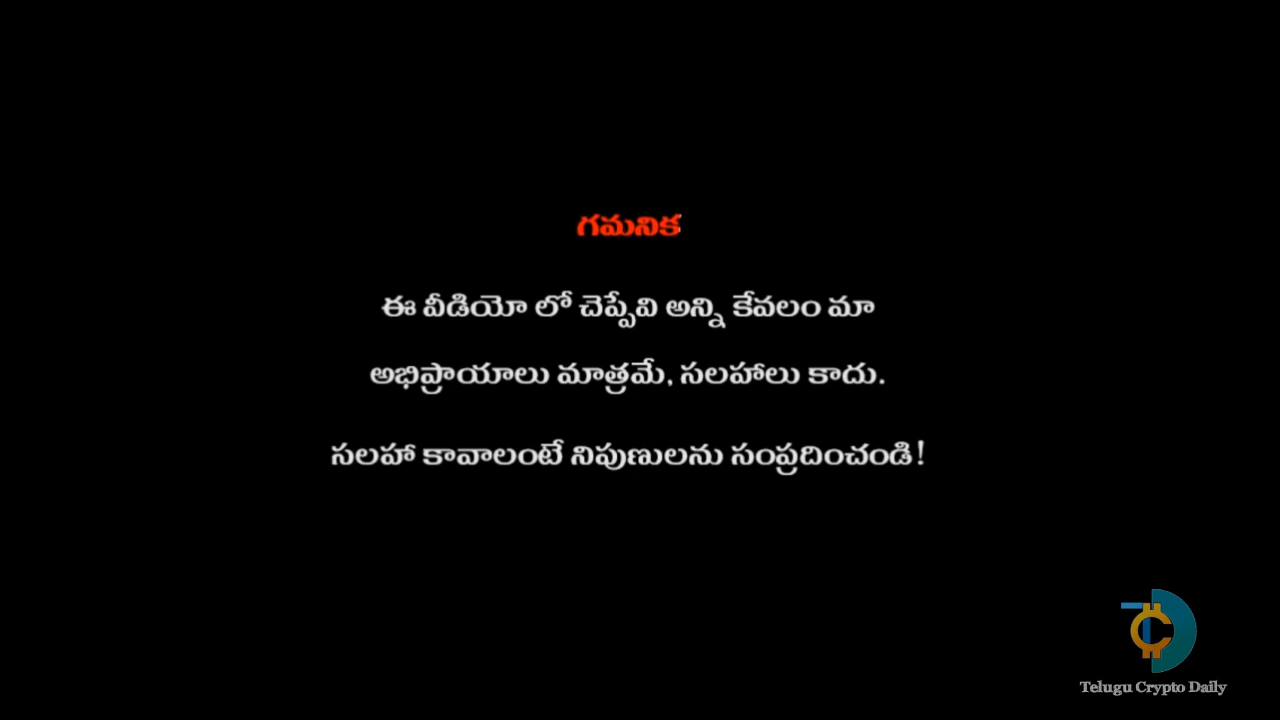 గమనిక
ఈ వీడియో లో చెప్పేవి అన్ని కేవలం మా
అభిప్రాయాలు మాత్రమే, సలహాలు కాదు.
సలహా కావాలంటే నిపుణులను సంప్రదించండి!
Telugu Crypto Daily